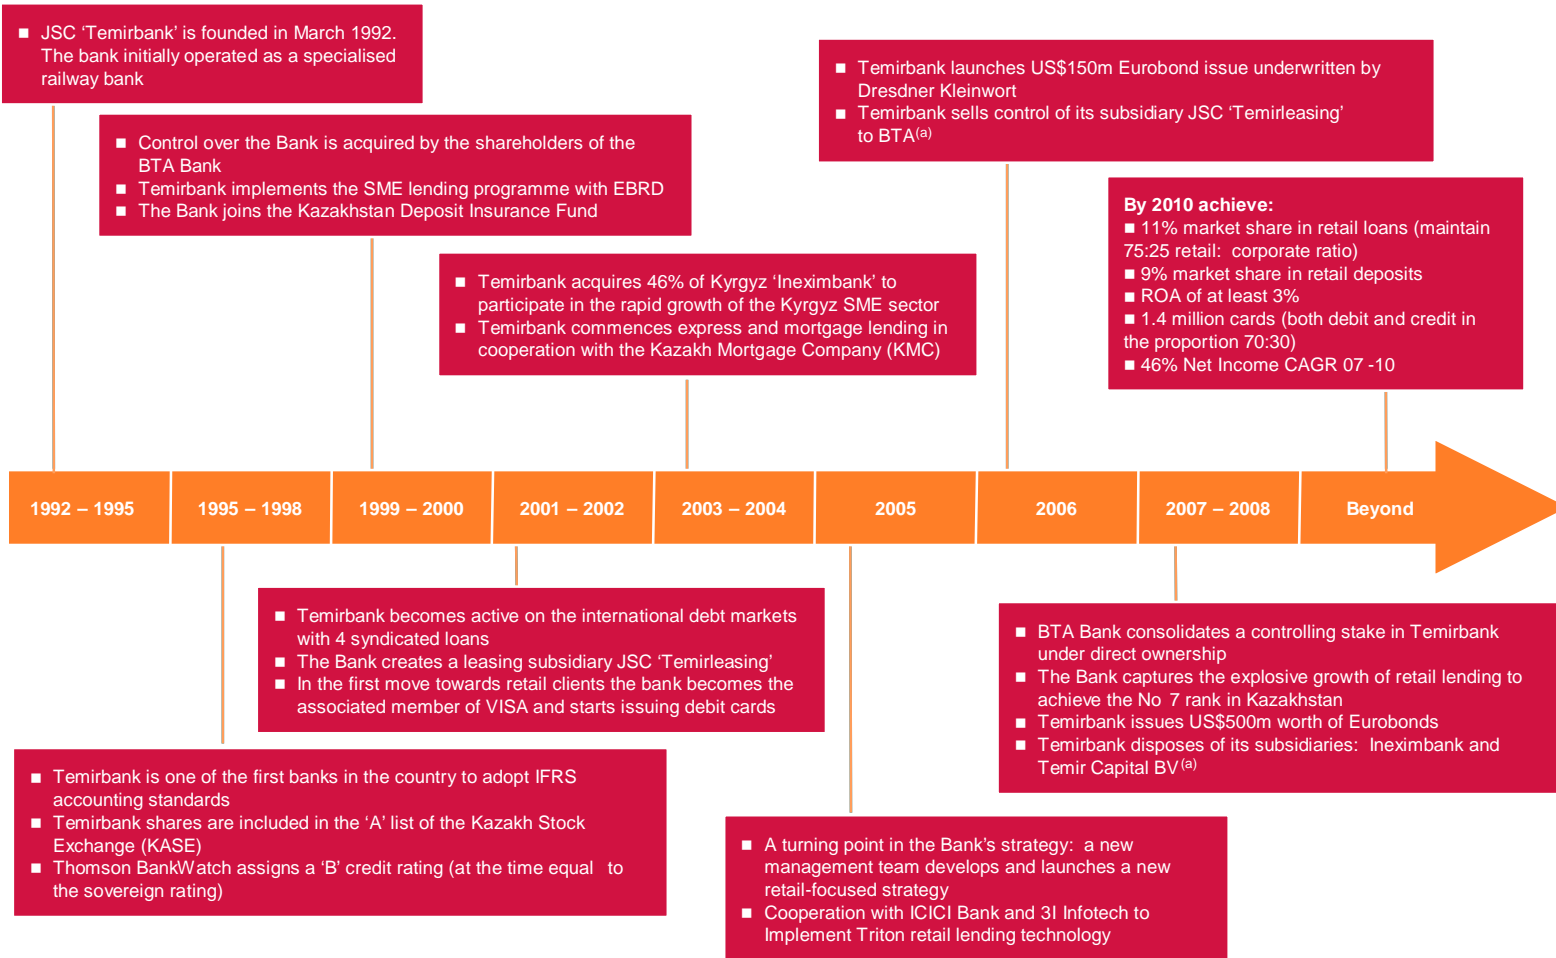 ■ JSC ‘Temirbank’ is founded in March 1992.
The bank initially operated as a specialised
railway bank
■ Temirbank launches US$150m Eurobond issue underwritten by
Dresdner Kleinwort
■ Temirbank sells control of its subsidiary JSC ‘Temirleasing’
to BTA(a)
■ Control over the Bank is acquired by the shareholders of the
BTA Bank
■ Temirbank implements the SME lending programme with EBRD
■ The Bank joins the Kazakhstan Deposit Insurance Fund
By 2010 achieve:
■ 11% market share in retail loans (maintain
75:25 retail: corporate ratio)
■ 9% market share in retail deposits
■ ROA of at least 3%
■ 1.4 million cards (both debit and credit in
the proportion 70:30)
■ 46% Net Income CAGR 07 -10
■ Temirbank acquires 46% of Kyrgyz ‘Ineximbank’ to
participate in the rapid growth of the Kyrgyz SME sector
■ Temirbank commences express and mortgage lending in
cooperation with the Kazakh Mortgage Company (KMC)
1992 – 1995
1995 – 1998
1999 – 2000
2001 – 2002
2003 – 2004
2005
2006
2007 – 2008
Beyond
■ Temirbank becomes active on the international debt markets
with 4 syndicated loans
■ The Bank creates a leasing subsidiary JSC ‘Temirleasing’
■ In the first move towards retail clients the bank becomes the
associated member of VISA and starts issuing debit cards
■ BTA Bank consolidates a controlling stake in Temirbank
under direct ownership
■ The Bank captures the explosive growth of retail lending to
achieve the No 7 rank in Kazakhstan
■ Temirbank issues US$500m worth of Eurobonds
■ Temirbank disposes of its subsidiaries: Ineximbank and
Temir Capital BV(a)
■ Temirbank is one of the first banks in the country to adopt IFRS
accounting standards
■ Temirbank shares are included in the ‘A’ list of the Kazakh Stock
Exchange (KASE)
■ Thomson BankWatch assigns a ‘B’ credit rating (at the time equal to
the sovereign rating)
■ A turning point in the Bank’s strategy: a new
management team develops and launches a new
retail-focused strategy
■ Cooperation with ICICI Bank and 3I Infotech to
Implement Triton retail lending technology